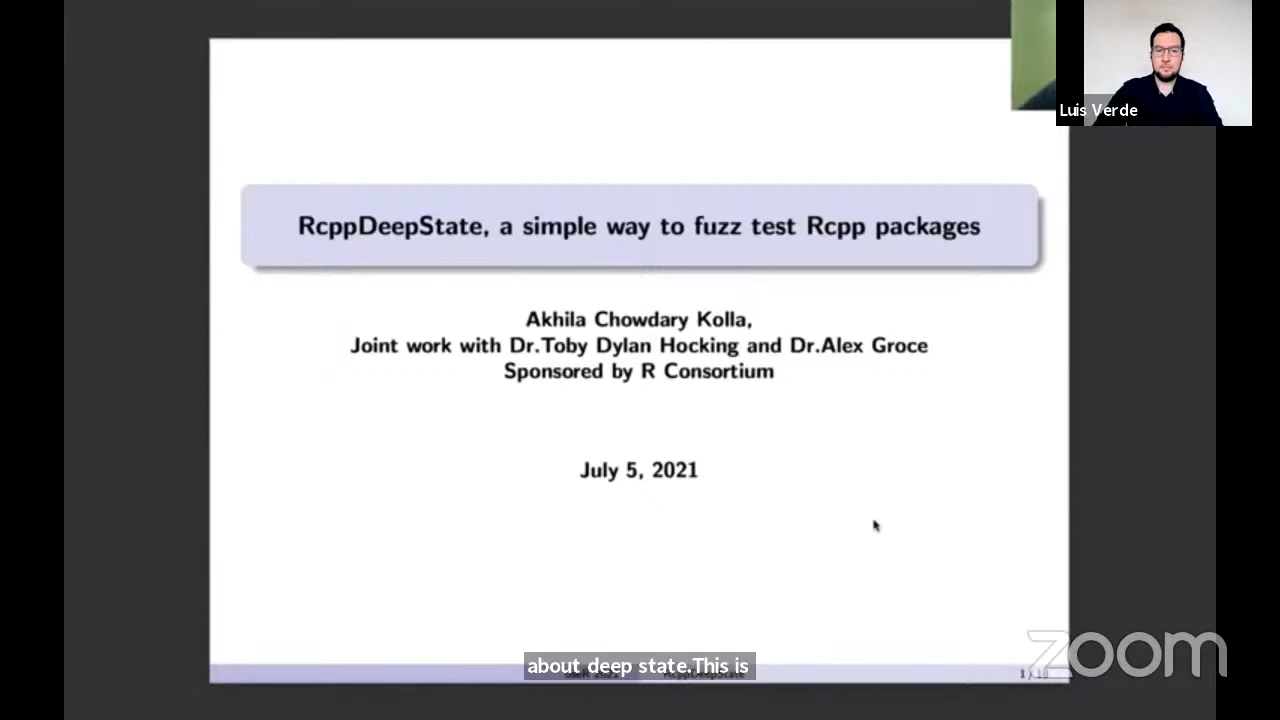 Luis Verde
RcppDeepState, a simple way to fuzz test Rcpp packages
Akhila Chowdary Kolla,
Joint work with Dr.Toby Dylan Hocking and Dr.Alex Groce
Sponsored by R Consortium
July 5, 2021
about deep state.This is
RcppDeepState
zoom